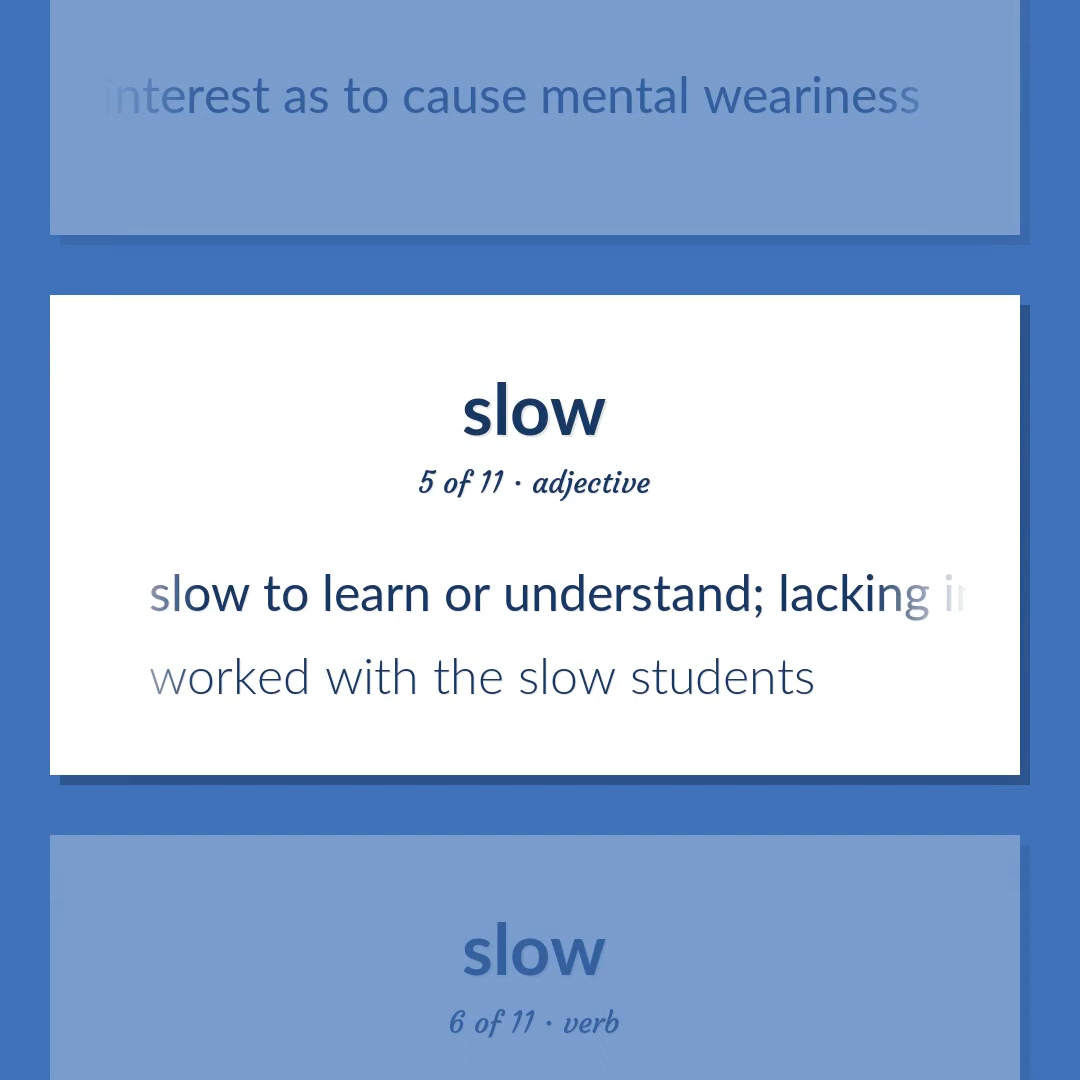 interest as to cause mental weariness
slow
5 of 11 · adjective
slow to learn or understand; lacking
worked with the slow students
slow
6 of 11 · verb